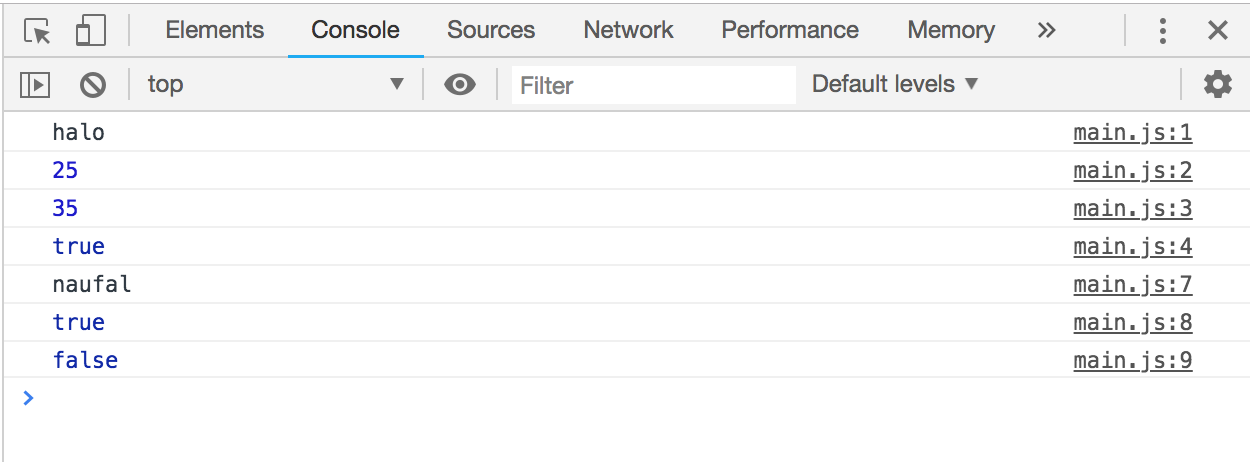 Elements Console Sources Network Performance Memory »
top ▼ Filter Default levels ▼
halo main.js:1
25 main.js:2
35 main.js:3
true main.js:4
naufal main.js:7
true main.js:8
false main.js:9
>